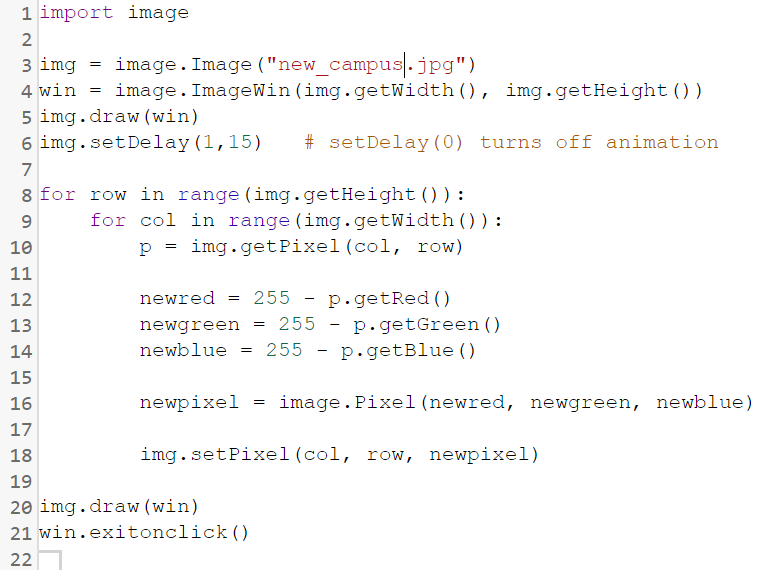 1 import image
2
3 img = image.Image("new_campus.jpg")
4 win = image.ImageWin(img.getWidth(), img.getHeight())
5 img.draw(win)
6 img.setDelay(1,15)   # setDelay(0) turns off animation
7
8 for row in range(img.getHeight()):
9     for col in range(img.getWidth()):
10         p = img.getPixel(col, row)
11
12         newred = 255 - p.getRed()
13         newgreen = 255 - p.getGreen()
14         newblue = 255 - p.getBlue()
15
16         newpixel = image.Pixel(newred, newgreen, newblue)
17
18         img.setPixel(col, row, newpixel)
19
20 img.draw(win)
21 win.exitonclick()
22